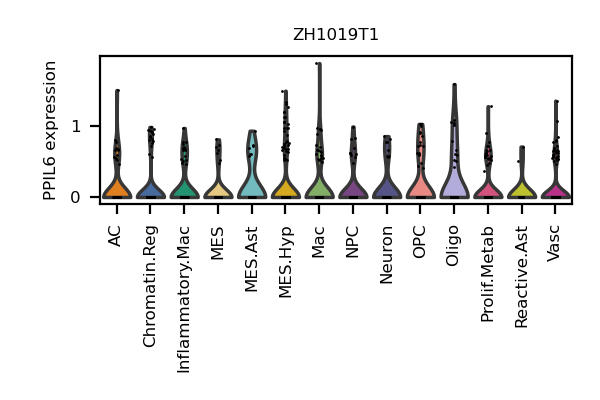 ZH1019T1
PPIL6 expression
1
0
AC
Chromatin.Reg
Inflammatory.Mac
MES
MES.Ast
MES.Hyp
Mac
NPC
Neuron
OPC
Oligo
Prolif.Metab
Reactive.Ast
Vasc